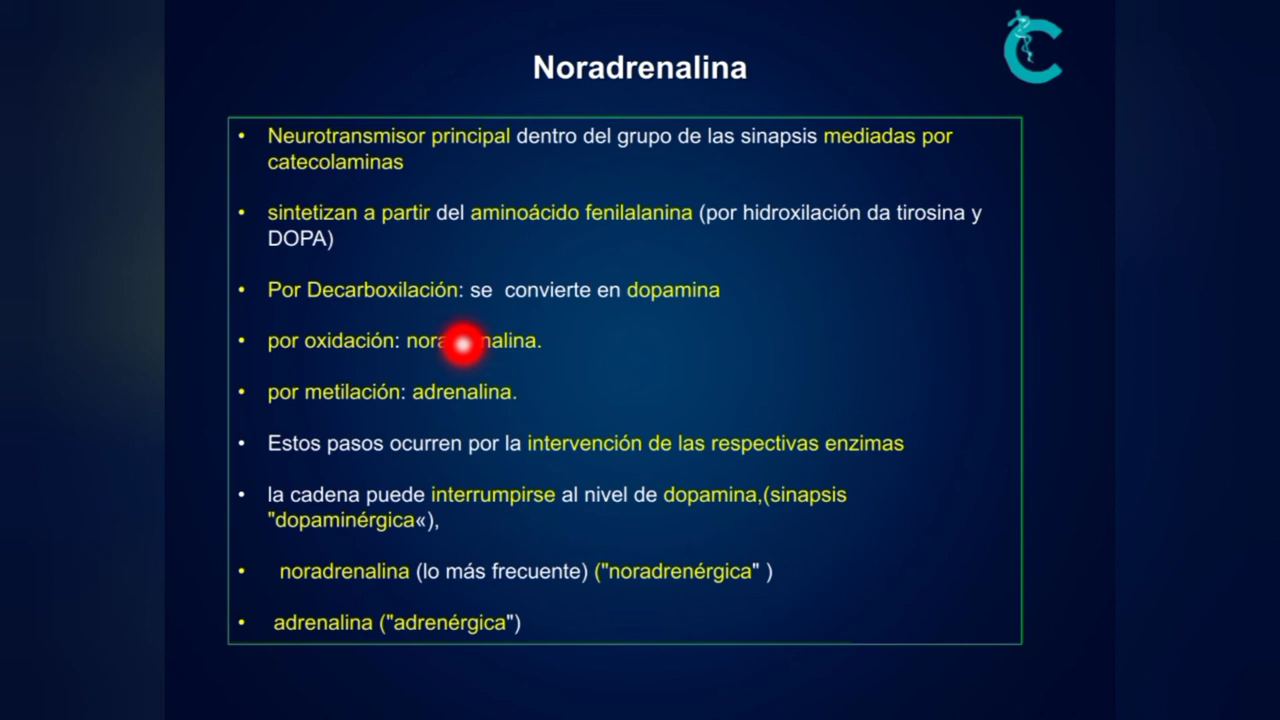 Noradrenalina
• Neurotransmisor principal dentro del grupo de las sinapsis mediadas por
catecolaminas
• sintetizan a partir del aminoácido fenilalanina (por hidroxilación da tirosina y
DOPA)
• Por Decarboxilación: se convierte en dopamina
• por oxidación: noradrenalina.
• por metilación: adrenalina.
• Estos pasos ocurren por la intervención de las respectivas enzimas
• la cadena puede interrumpirse al nivel de dopamina,(sinapsis
"dopaminérgica«),
• noradrenalina (lo más frecuente) ("noradrenérgica" )
• adrenalina ("adrenérgica")